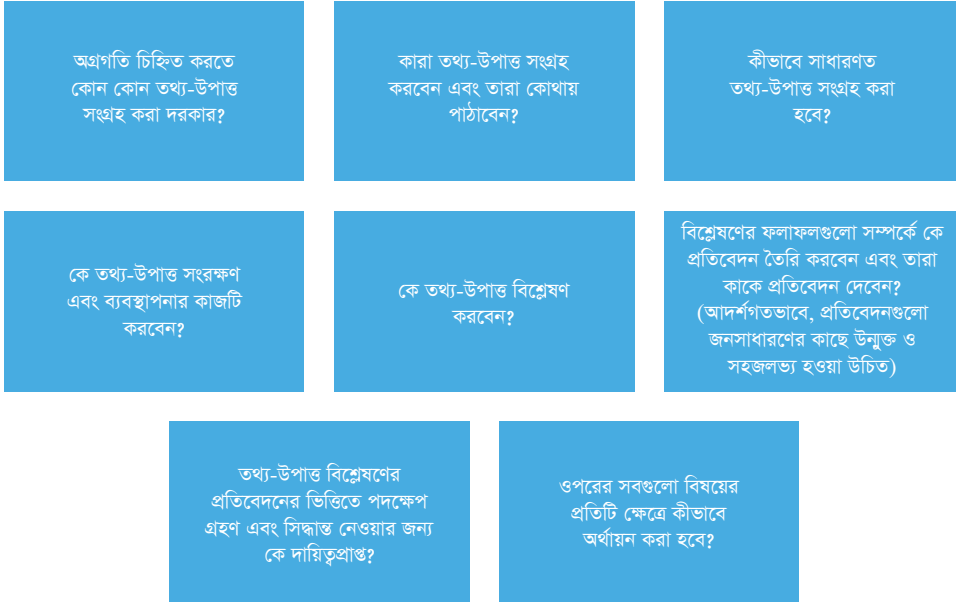 অগ্রগতি চিহ্নিত করতে
কোন কোন তথ্য-উপাত্ত
সংগ্রহ করা দরকার?
কারা তথ্য-উপাত্ত সংগ্রহ
করবেন এবং তারা কোথায়
পাঠাবেন?
কীভাবে সাধারণত
তথ্য-উপাত্ত সংগ্রহ করা
হবে?
কে তথ্য-উপাত্ত সংরক্ষণ
এবং ব্যবস্থাপনার কাজটি
করবেন?
কে তথ্য-উপাত্ত বিশ্লেষণ
করবেন?
বিশ্লেষণের ফলাফলগুলো সম্পর্কে কে
প্রতিবেদন তৈরি করবেন এবং তারা
কাকে প্রতিবেদন দেবেন?
(আদর্শগতভাবে, প্রতিবেদনগুলো
জনসাধারণের কাছে উন্মুক্ত ও
সহজলভ্য হওয়া উচিত)
তথ্য-উপাত্ত বিশ্লেষণের
প্রতিবেদনের ভিত্তিতে পদক্ষেপ
গ্রহণ এবং সিদ্ধান্ত নেওয়ার জন্য
কে দায়িত্বপ্রাপ্ত?
ওপরের সবগুলো বিষয়ের
প্রতিটি ক্ষেত্রে কীভাবে
অর্থায়ন করা হবে?